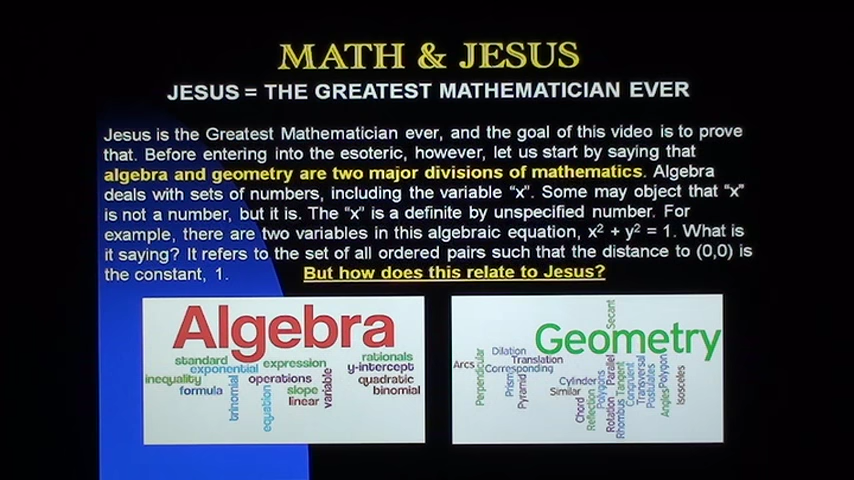 MATH & JESUS
JESUS = THE GREATEST MATHEMATICIAN EVER
Jesus is the Greatest Mathematician ever, and the goal of this video is to prove
that. Before entering into the esoteric, however, let us start by saying that
algebra and geometry are two major divisions of mathematics. Algebra
deals with sets of numbers, including the variable “x”. Some may object that “x”
is not a number, but it is. The “x” is a definite by unspecified number. For
example, there are two variables in this algebraic equation, x² + y² = 1. What is
it saying? It refers to the set of all ordered pairs such that the distance to (0,0) is
the constant, 1. But how does this relate to Jesus?
Algebra
standard
expression
rationals
exponential
y-intercept
inequality
operations
quadratic
formula
trinomial
equation
slope
linear
variable
binomial
Geometry
Secant
Dilation
Translation
Arcs
Perpendicular
Corresponding
Prism
Pyramid
Cylinder
Similar
Chord
Reflection
Polygons
Parallel
Rotation
Rhombus
Tangent
Congruent
Transversal
Postulates
Polygon
Angles
Isosceles